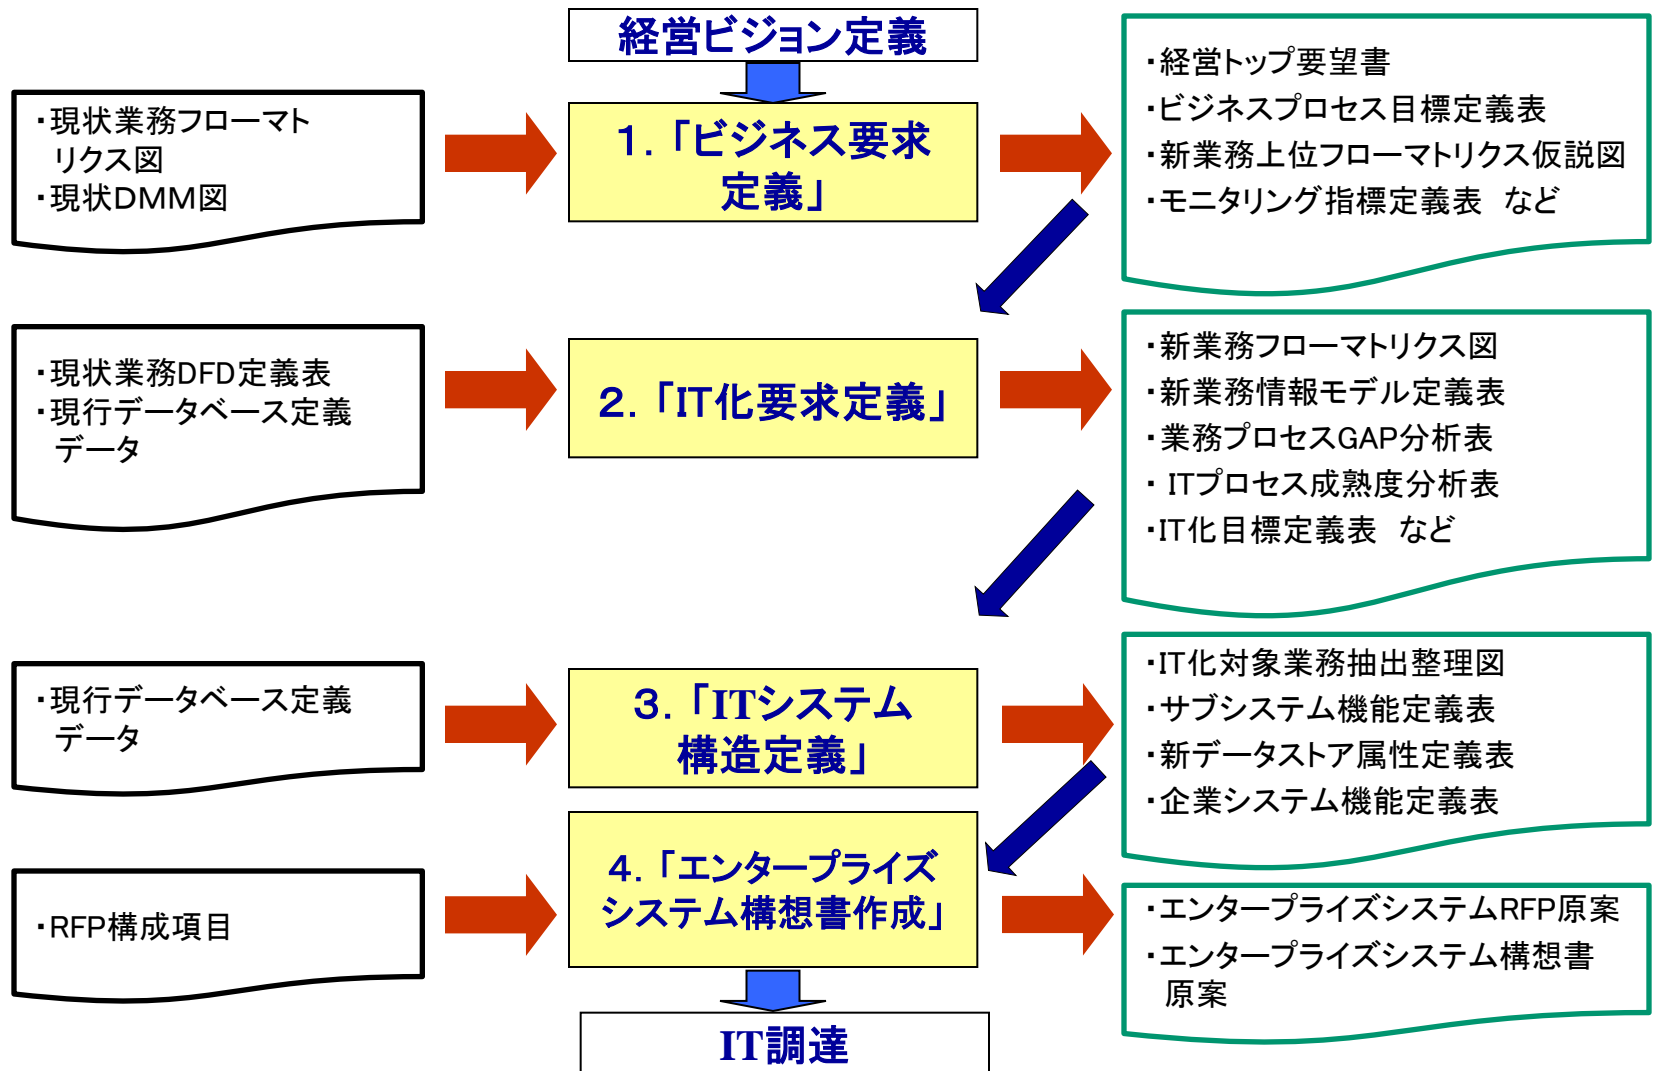 経営ビジョン定義
・現状業務フローマト
リクス図
・現状DMM図
1.「ビジネス要求
定義」
・経営トップ要望書
・ビジネスプロセス目標定義表
・新業務上位フローマトリクス仮説図
・モニタリング指標定義表　など
・現状業務DFD定義表
・現行データベース定義
データ
2.「IT化要求定義」
・新業務フローマトリクス図
・新業務情報モデル定義表
・業務プロセスGAP分析表
・ ITプロセス成熟度分析表
・IT化目標定義表　など
・現行データベース定義
データ
3.「ITシステム
構造定義」
・IT化対象業務抽出整理図
・サブシステム機能定義表
・新データストア属性定義表
・企業システム機能定義表
・RFP構成項目
4.「エンタープライズ
システム構想書作成」
・エンタープライズシステムRFP原案
・エンタープライズシステム構想書
原案
IT調達